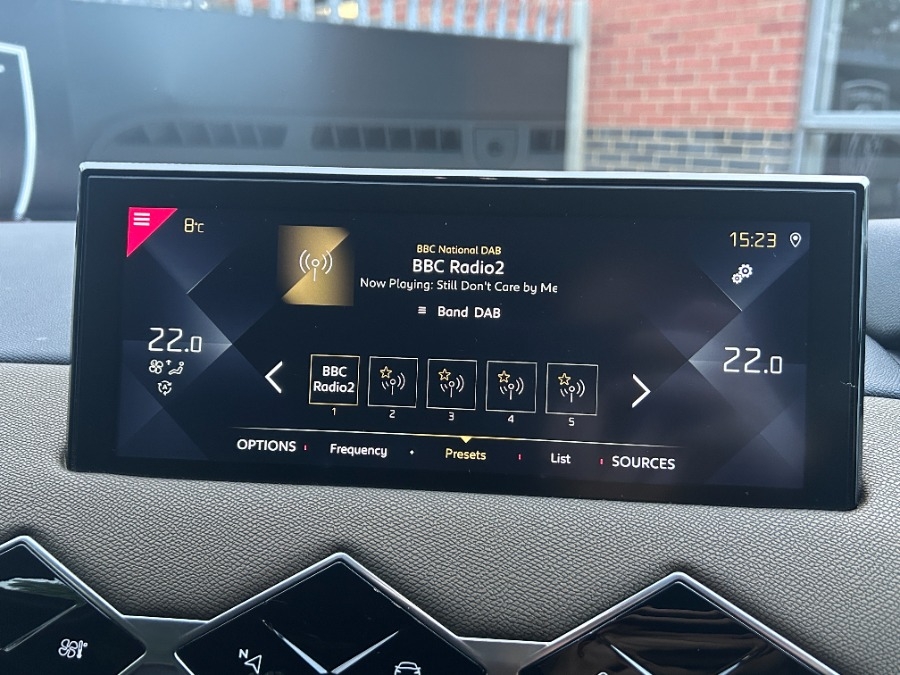 8°C
15:23
BBC National DAB
BBC Radio2
Now Playing: Still Don't Care by Me
Band DAB
22.0
22.0
BBC
Radio2
1
2
3
4
5
OPTIONS
Frequency
Presets
List
SOURCES
A
N